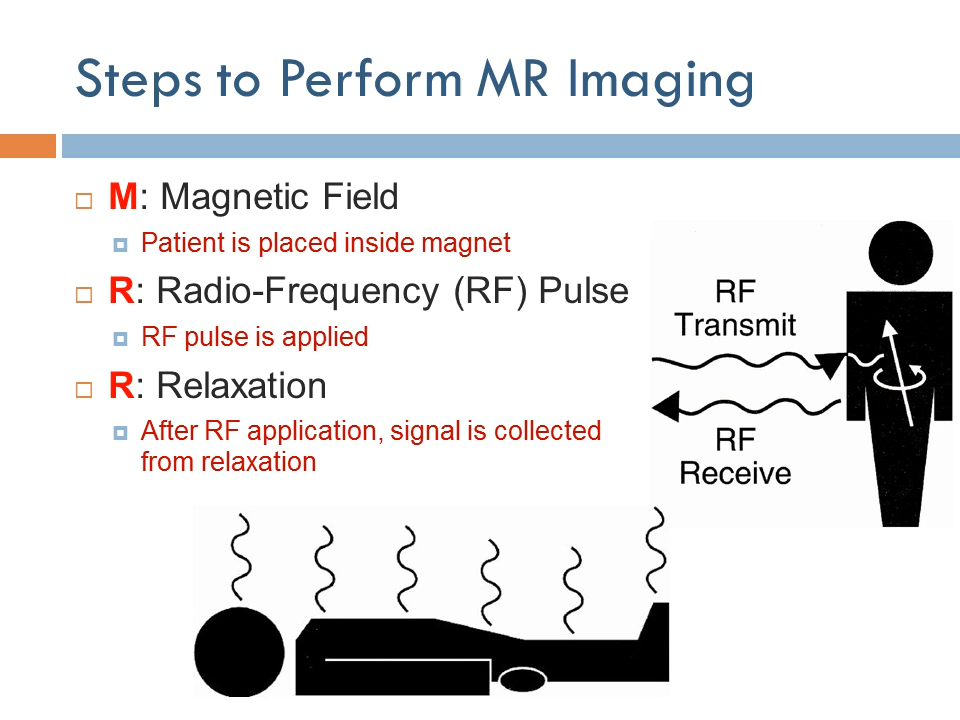 Steps to Perform MR Imaging
M: Magnetic Field
Patient is placed inside magnet
R: Radio-Frequency (RF) Pulse
RF pulse is applied
R: Relaxation
After RF application, signal is collected
from relaxation
RF
Transmit
RF
Receive